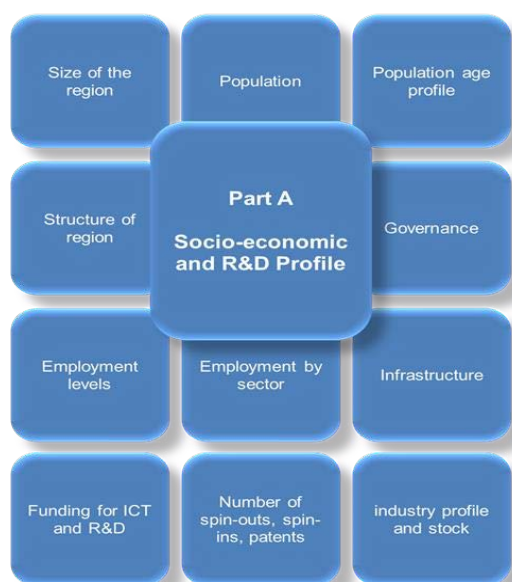 Size of the
region
Population
Population age
profile
Part A
Socio-economic
and R&D Profile
Structure of
region
Governance
Employment
levels
Employment by
sector
Infrastructure
Funding for ICT
and R&D
Number of
spin-outs, spin-
ins, patents
industry profile
and stock